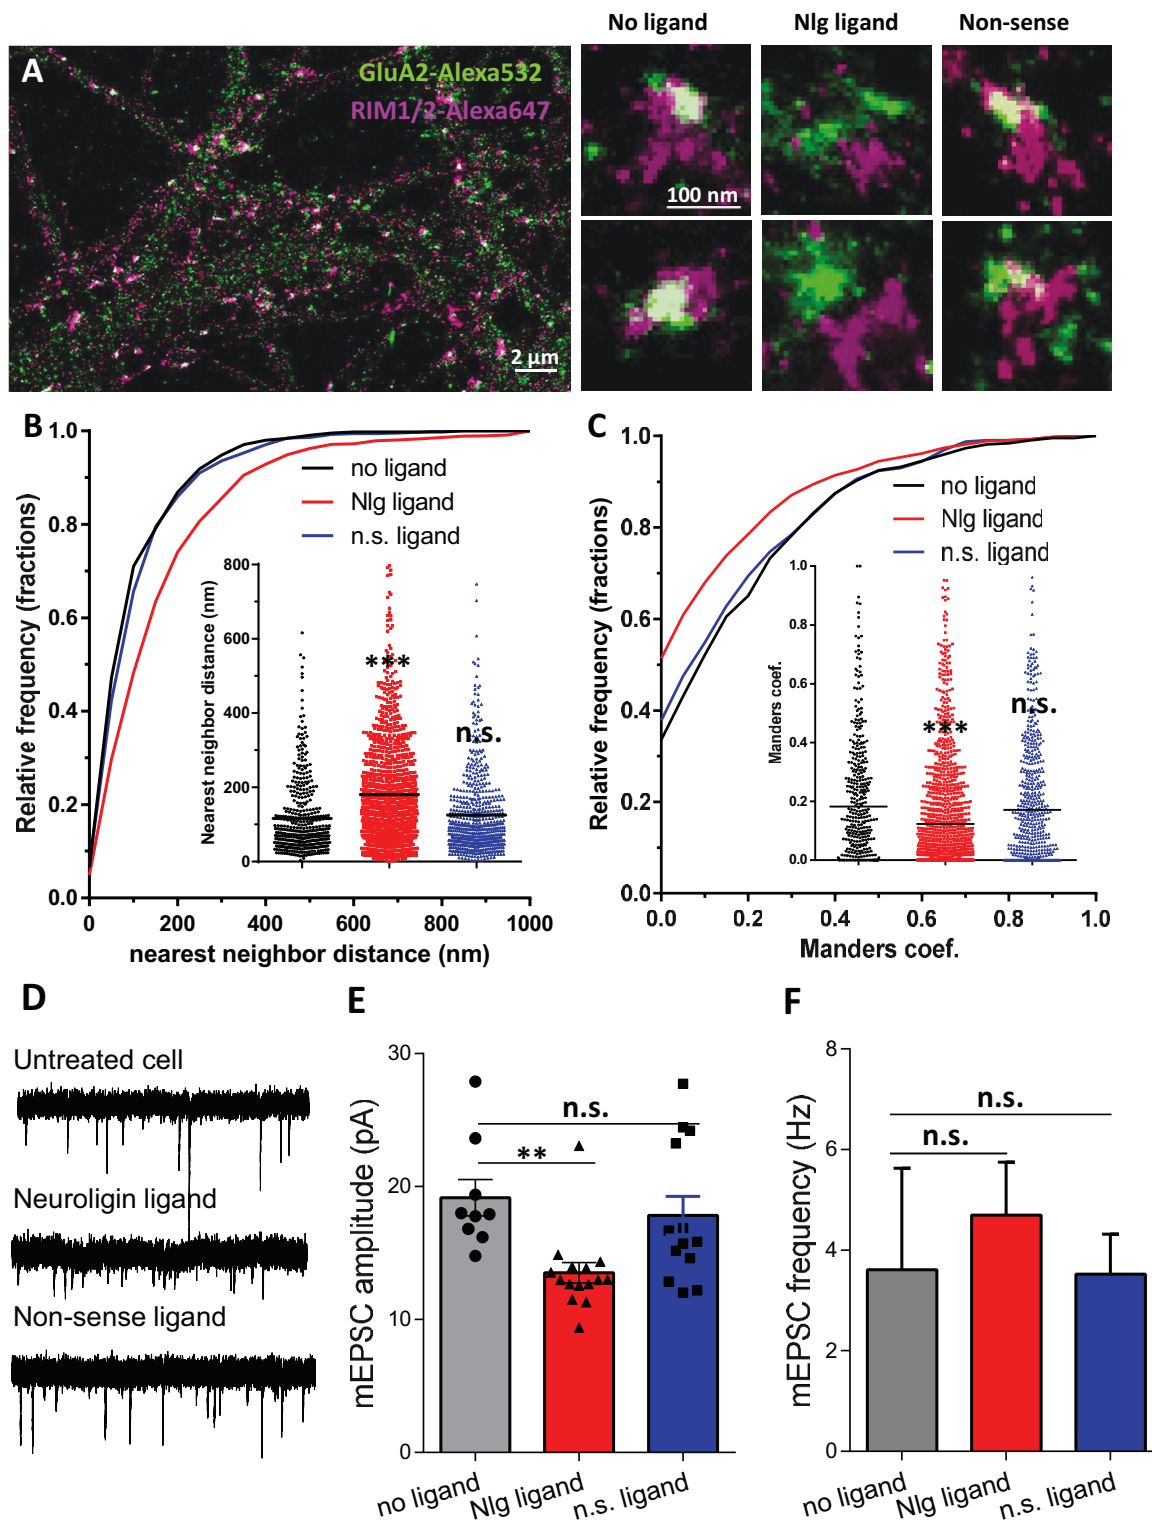 No ligand
Nlg ligand
Non-sense
A
GluA2-Alexa532
RIM1/2-Alexa647
2 µm
100 nm
B
Relative frequency (fractions)
1.0
0.8
0.6
0.4
0.2
0.0
0
200
400
600
800
1000
nearest neighbor distance (nm)
no ligand
Nlg ligand
n.s. ligand
Nearest neighbor distance (nm)
800
600
400
200
0
***
n.s.
C
Relative frequency (fractions)
1.0
0.8
0.6
0.4
0.2
0.0
0.0
0.2
0.4
0.6
0.8
1.0
Manders coef.
no ligand
Nlg ligand
n.s. ligand
Manders coef.
1.0
0.8
0.6
0.4
0.2
0.0
***
n.s.
D
Untreated cell
Neuroligin ligand
Non-sense ligand
E
mEPSC amplitude (pA)
30
20
10
0
n.s.
**
no ligand
Nlg ligand
n.s. ligand
F
mEPSC frequency (Hz)
8
6
4
2
0
n.s.
n.s.
no ligand
Nlg ligand
n.s. ligand